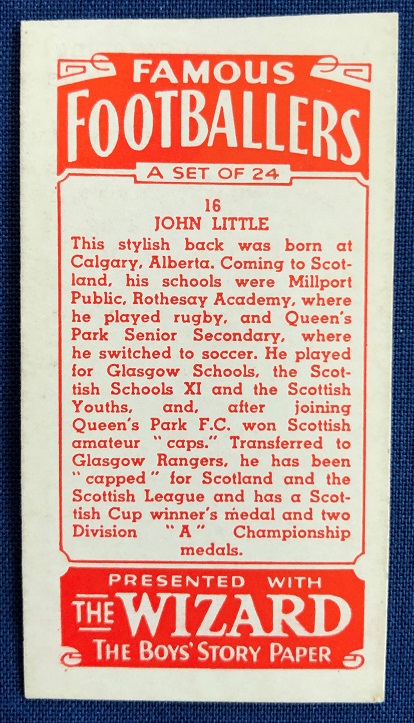 FAMOUS
FOOTBALLERS
A SET OF 24
16
JOHN LITTLE
This stylish back was born at
Calgary, Alberta. Coming to Scot-
land, his schools were Millport
Public, Rothesay Academy, where
he played rugby, and Queen's
Park Senior Secondary, where
he switched to soccer. He played
for Glasgow Schools, the Scot-
tish Schools XI and the Scottish
Youths, and, after joining
Queen's Park F.C. won Scottish
amateur "caps." Transferred to
Glasgow Rangers, he has been
"capped" for Scotland and the
Scottish League and has a Scot-
tish Cup winner's medal and two
Division "A" Championship
medals.
PRESENTED WITH
THE WIZARD
THE BOYS' STORY PAPER